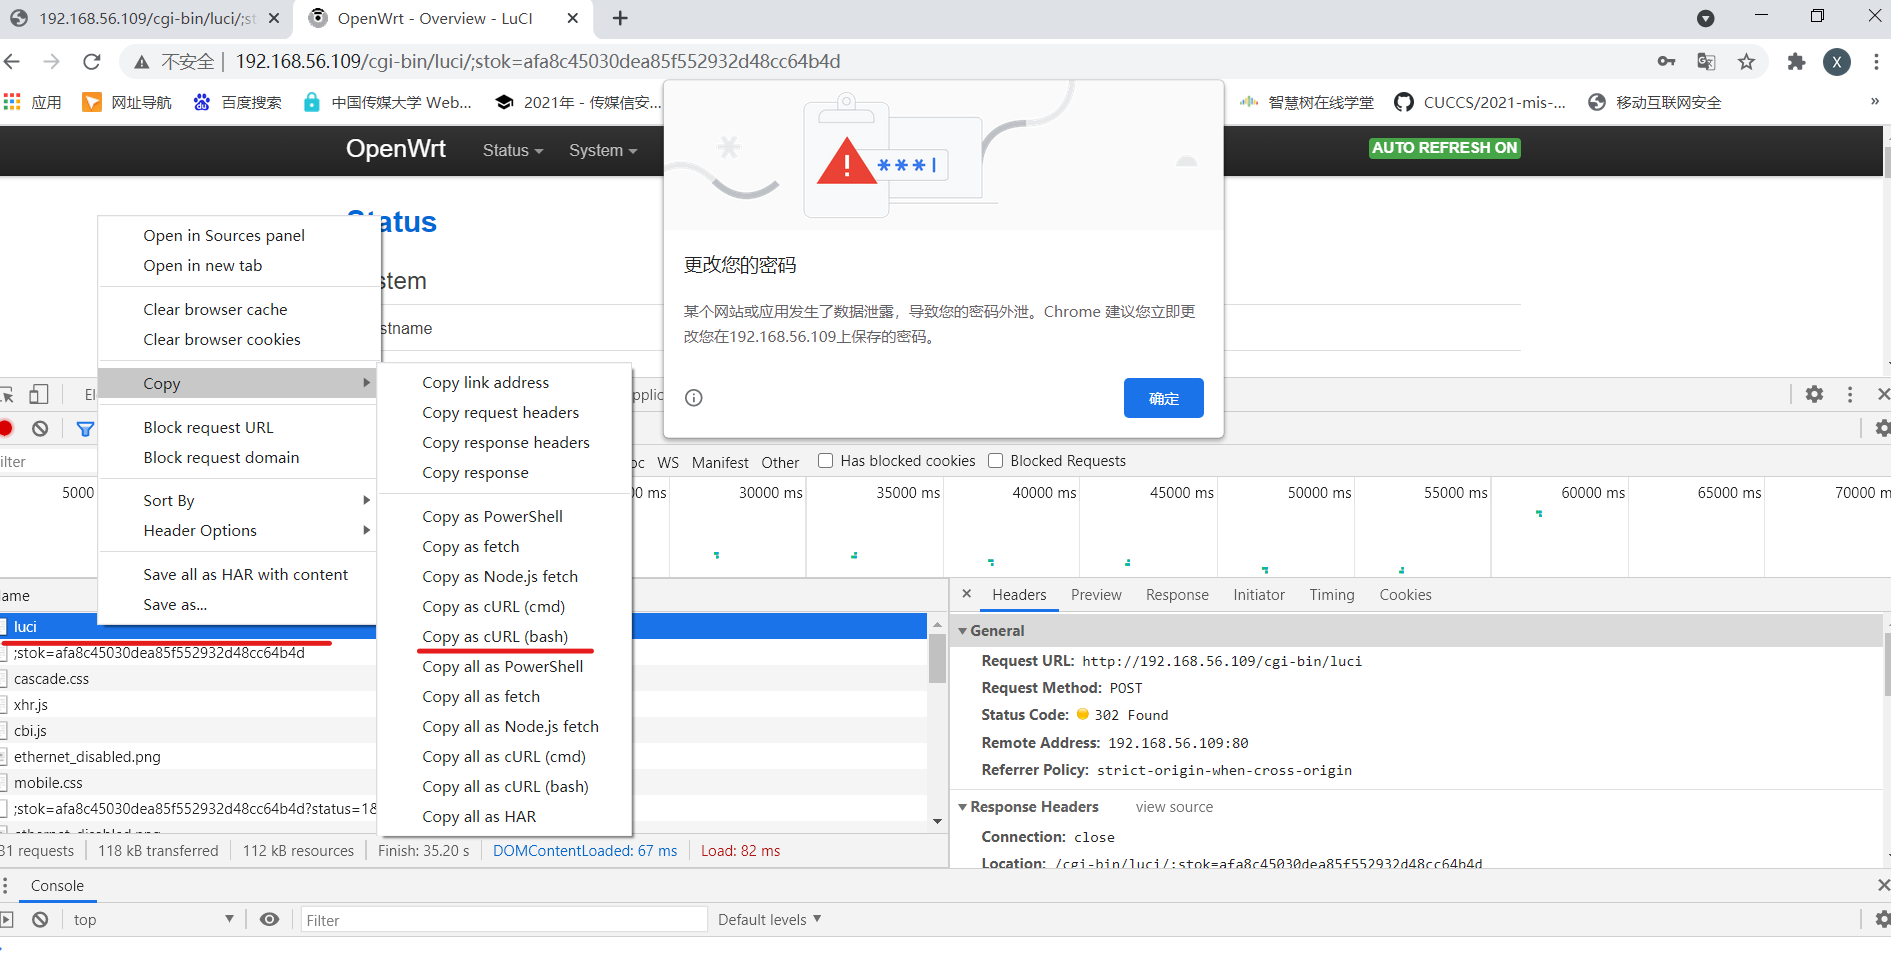 192.168.56.109/cgi-bin/luci/;st
OpenWrt - Overview - LuCI
不安全 | 192.168.56.109/cgi-bin/luci/;stok=afa8c45030dea85f552932d48cc64b4d
X
应用
网址导航
百度搜索
中国传媒大学 Web...
2021年 - 传媒信安...
智慧树在线学堂
CUCCS/2021-mis-...
移动互联网安全
»
OpenWrt
Status
System
AUTO REFRESH ON
Status
stem
stname
更改您的密码
某个网站或应用发生了数据泄露，导致您的密码外泄。Chrome 建议您立即更
改您在192.168.56.109上保存的密码。
确定
Open in Sources panel
Open in new tab
Clear browser cache
Clear browser cookies
Copy
Block request URL
Block request domain
Sort By
Header Options
Save all as HAR with content
Save as...
Copy link address
Copy request headers
Copy response headers
Copy response
Copy as PowerShell
Copy as fetch
Copy as Node.js fetch
Copy as cURL (cmd)
Copy as cURL (bash)
Copy all as PowerShell
Copy all as fetch
Copy all as Node.js fetch
Copy all as cURL (cmd)
Copy all as cURL (bash)
Copy all as HAR
El
pplic
ilter
oc WS Manifest Other Has blocked cookies Blocked Requests
5000
00 ms 30000 ms 35000 ms 40000 ms 45000 ms 50000 ms 55000 ms 60000 ms 65000 ms 70000 m
ame
luci
;stok=afa8c45030dea85f552932d48cc64b4d
cascade.css
xhr.js
cbi.js
ethernet_disabled.png
mobile.css
;stok=afa8c45030dea85f552932d48cc64b4d?status=1&
ethernet_disabled.png
31 requests 118 kB transferred 112 kB resources Finish: 35.20 s DOMContentLoaded: 67 ms Load: 82 ms
Headers Preview Response Initiator Timing Cookies
General
Request URL: http://192.168.56.109/cgi-bin/luci
Request Method: POST
Status Code: 302 Found
Remote Address: 192.168.56.109:80
Referrer Policy: strict-origin-when-cross-origin
Response Headers view source
Connection: close
Location: /cgi-bin/luci/;stok=afa8c45030dea85f552932d48cc64b4d
Console
top
Filter
Default levels